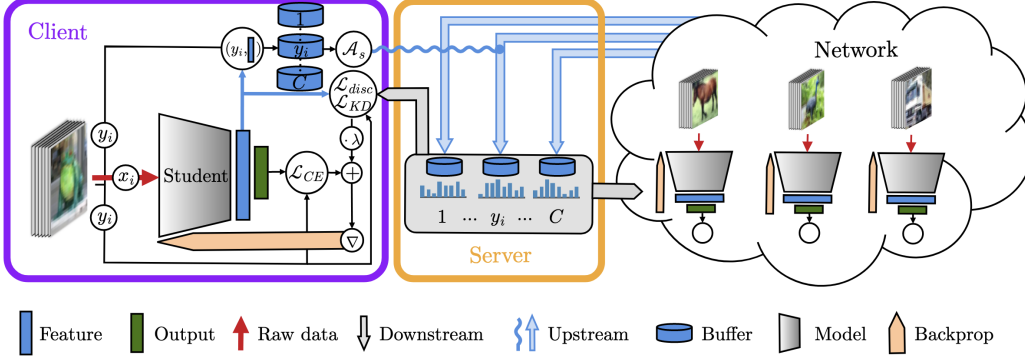 Client
1
(y_i, )
y_i
A_s
C
L_disc
L_KD
· λ
y_i
x_i
Student
L_CE
+
y_i
∇
1 ... y_i ... C
Server
Network
Feature
Output
Raw data
Downstream
Upstream
Buffer
Model
Backprop